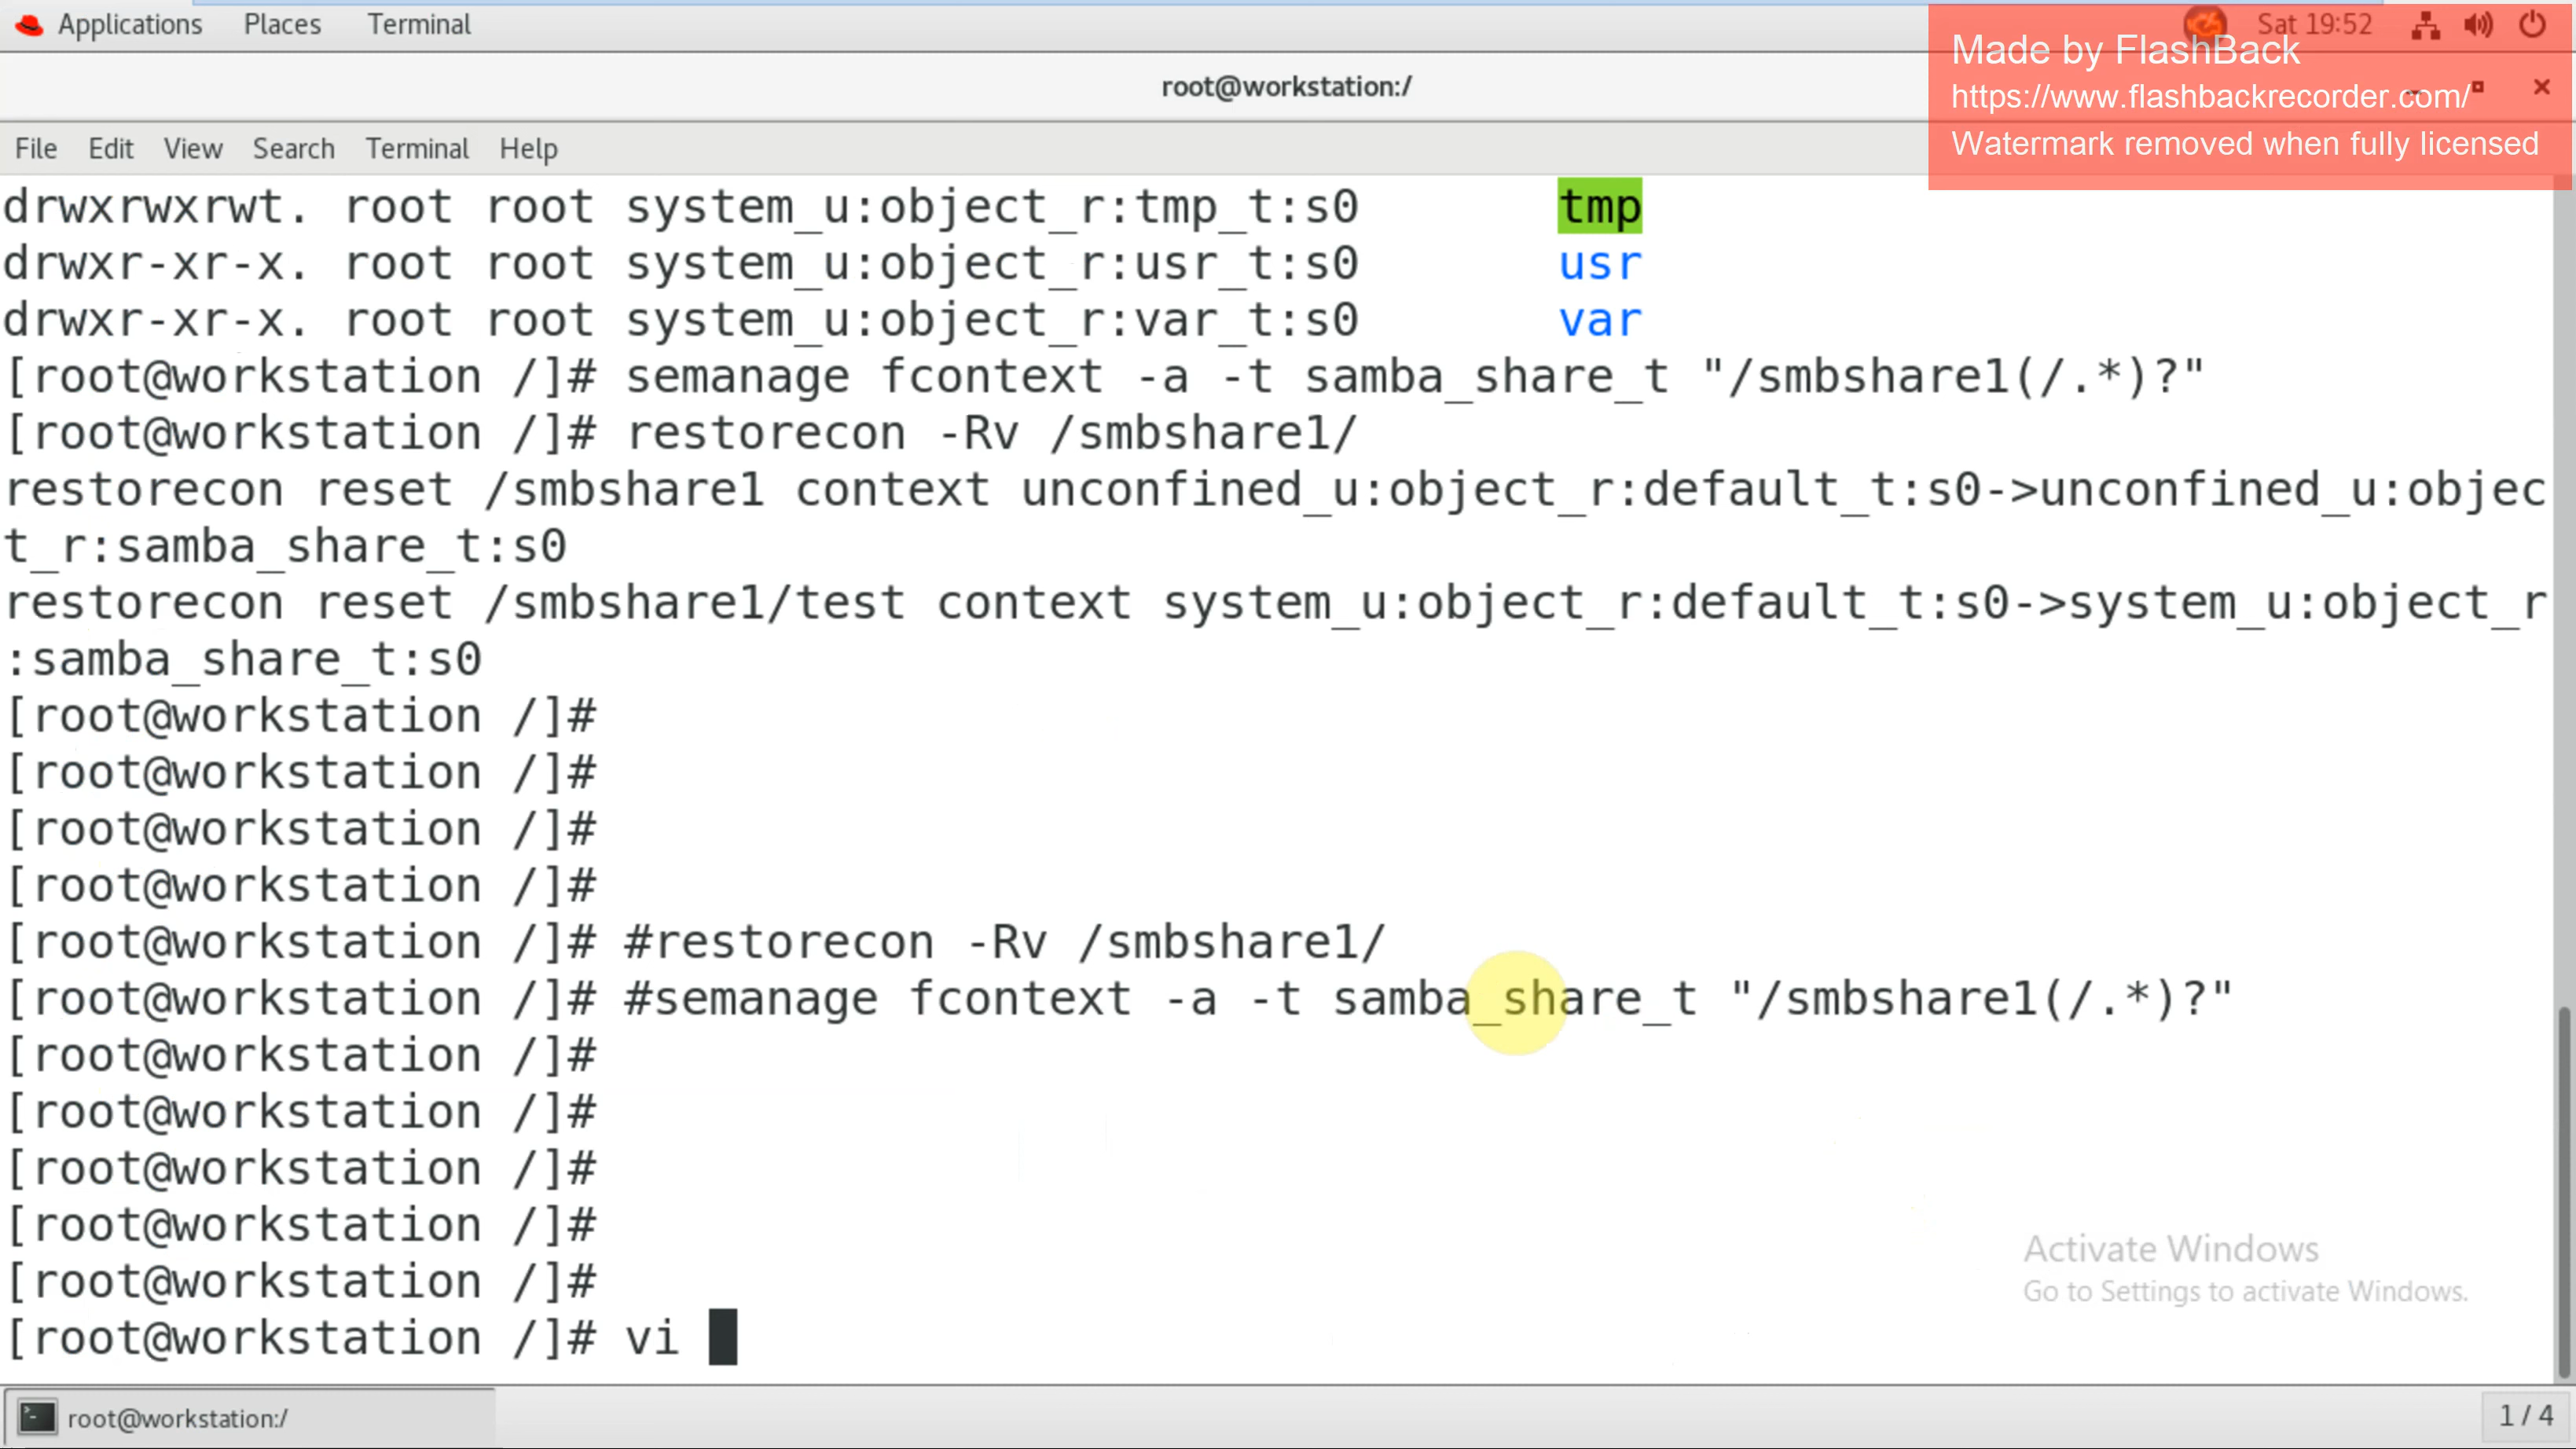 Applications Places Terminal Sat 19:52
Made by FlashBack
root@workstation:/
https://www.flashbackrecorder.com/
File Edit View Search Terminal Help
Watermark removed when fully licensed
drwxrwxrwt. root root system_u:object_r:tmp_t:s0 tmp
drwxr-xr-x. root root system_u:object_r:usr_t:s0 usr
drwxr-xr-x. root root system_u:object_r:var_t:s0 var
[root@workstation /]# semanage fcontext -a -t samba_share_t "/smbshare1(/.*)?"
[root@workstation /]# restorecon -Rv /smbshare1/
restorecon reset /smbshare1 context unconfined_u:object_r:default_t:s0->unconfined_u:objec
t_r:samba_share_t:s0
restorecon reset /smbshare1/test context system_u:object_r:default_t:s0->system_u:object_r
:samba_share_t:s0
[root@workstation /]#
[root@workstation /]#
[root@workstation /]#
[root@workstation /]#
[root@workstation /]# #restorecon -Rv /smbshare1/
[root@workstation /]# #semanage fcontext -a -t samba_share_t "/smbshare1(/.*)?"
[root@workstation /]#
[root@workstation /]#
[root@workstation /]#
[root@workstation /]#
[root@workstation /]#
[root@workstation /]# vi
Activate Windows
Go to Settings to activate Windows.
root@workstation:/
1 / 4